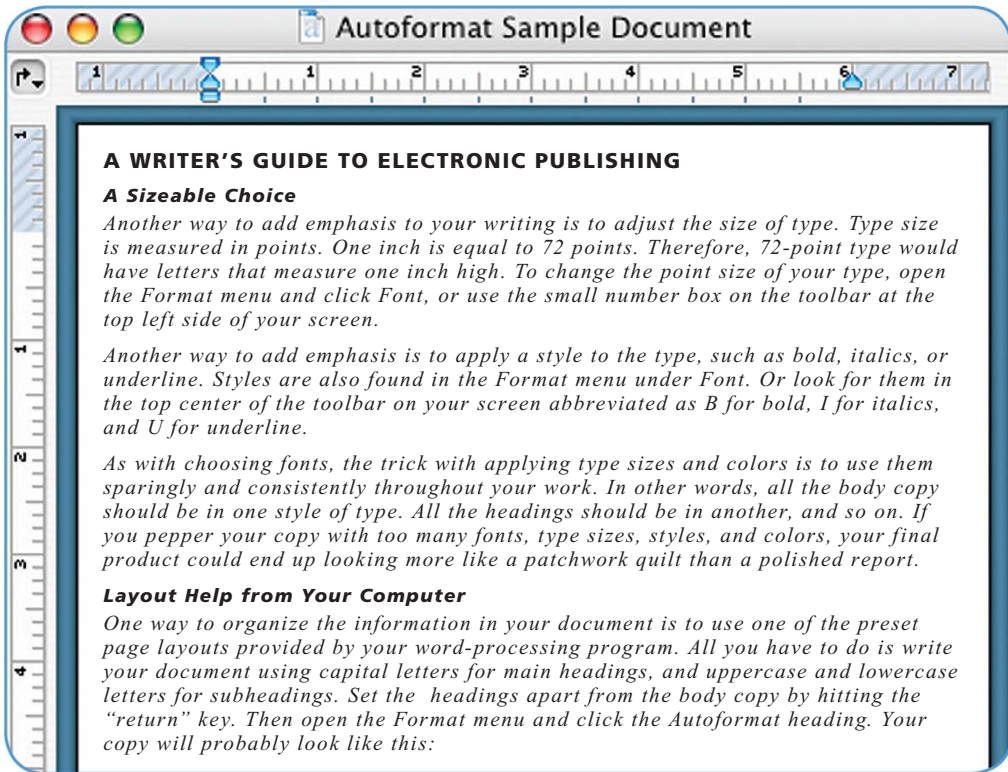 Autoformat Sample Document
1 1 2 3 4 5 6 7
A WRITER’S GUIDE TO ELECTRONIC PUBLISHING
A Sizeable Choice
Another way to add emphasis to your writing is to adjust the size of type. Type size
is measured in points. One inch is equal to 72 points. Therefore, 72-point type would
have letters that measure one inch high. To change the point size of your type, open
the Format menu and click Font, or use the small number box on the toolbar at the
top left side of your screen.
Another way to add emphasis is to apply a style to the type, such as bold, italics, or
underline. Styles are also found in the Format menu under Font. Or look for them in
the top center of the toolbar on your screen abbreviated as B for bold, I for italics,
and U for underline.
As with choosing fonts, the trick with applying type sizes and colors is to use them
sparingly and consistently throughout your work. In other words, all the body copy
should be in one style of type. All the headings should be in another, and so on. If
you pepper your copy with too many fonts, type sizes, styles, and colors, your final
product could end up looking more like a patchwork quilt than a polished report.
Layout Help from Your Computer
One way to organize the information in your document is to use one of the preset
page layouts provided by your word-processing program. All you have to do is write
your document using capital letters for main headings, and uppercase and lowercase
letters for subheadings. Set the  headings apart from the body copy by hitting the
“return” key. Then open the Format menu and click the Autoformat heading. Your
copy will probably look like this:
1
1
2
3
4